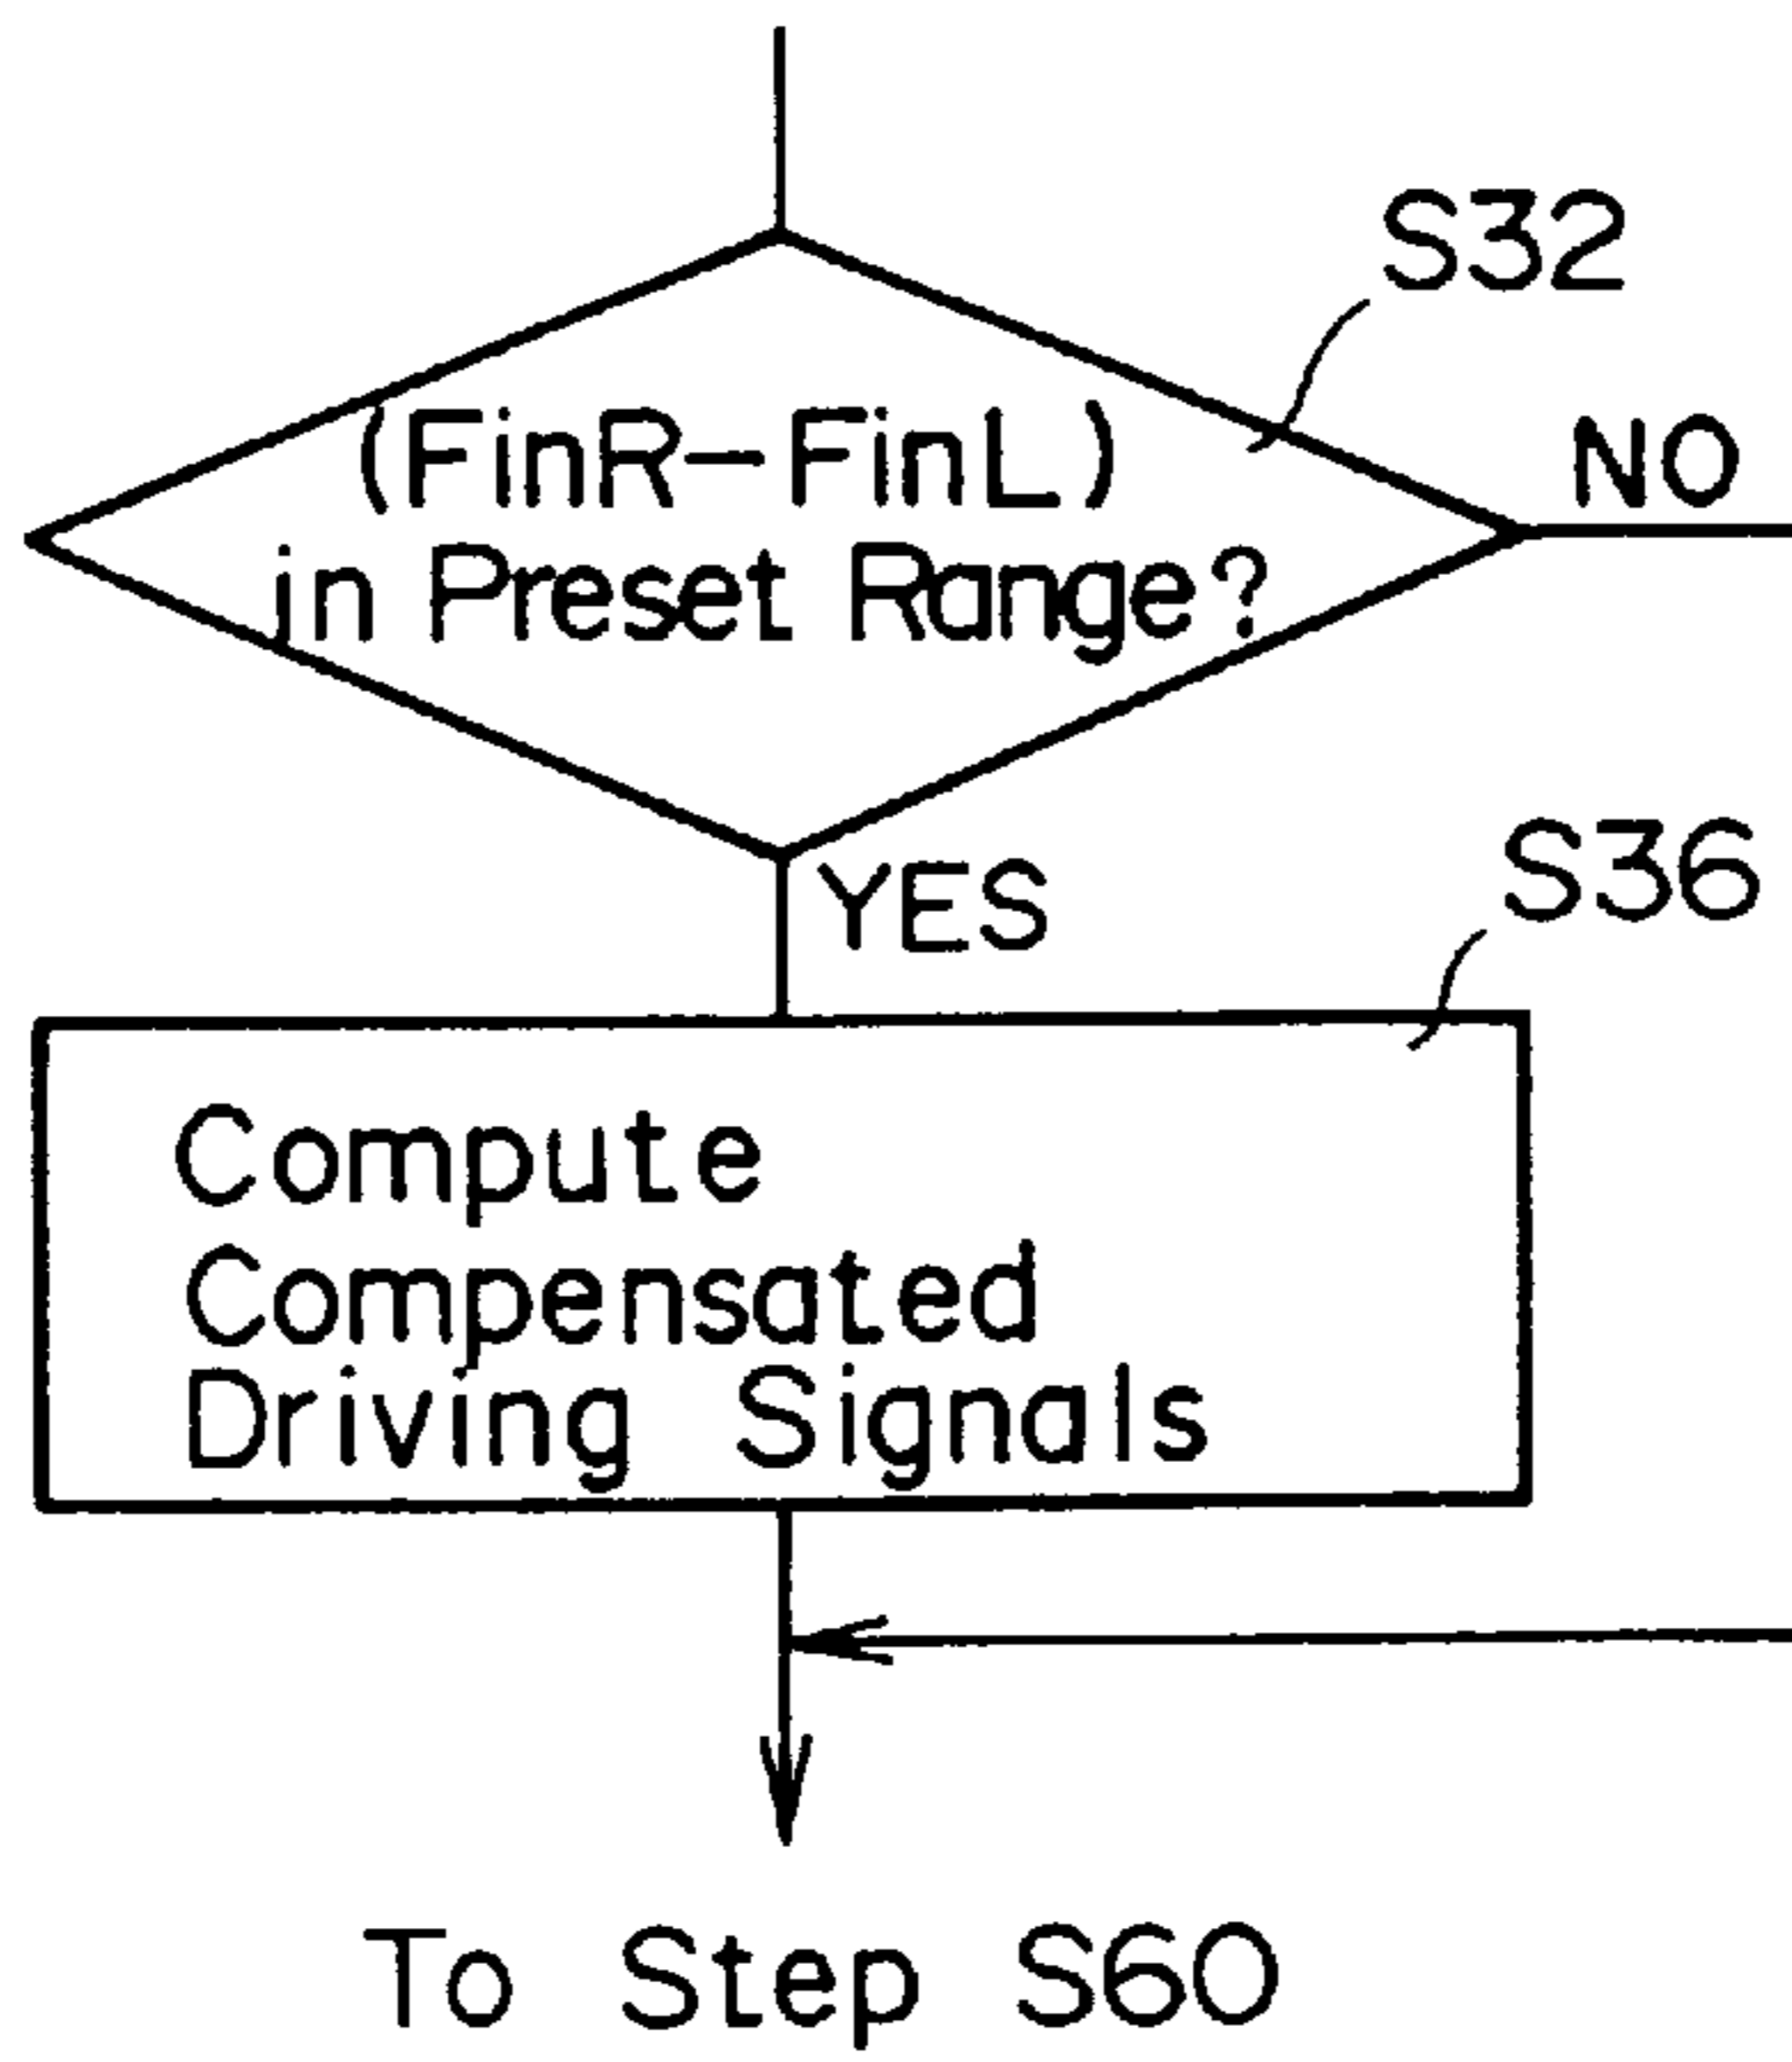 S32
(FinR-FinL)
in Preset Range?
NO
YES
S36
Compute
Compensated
Driving Signals
To Step S60